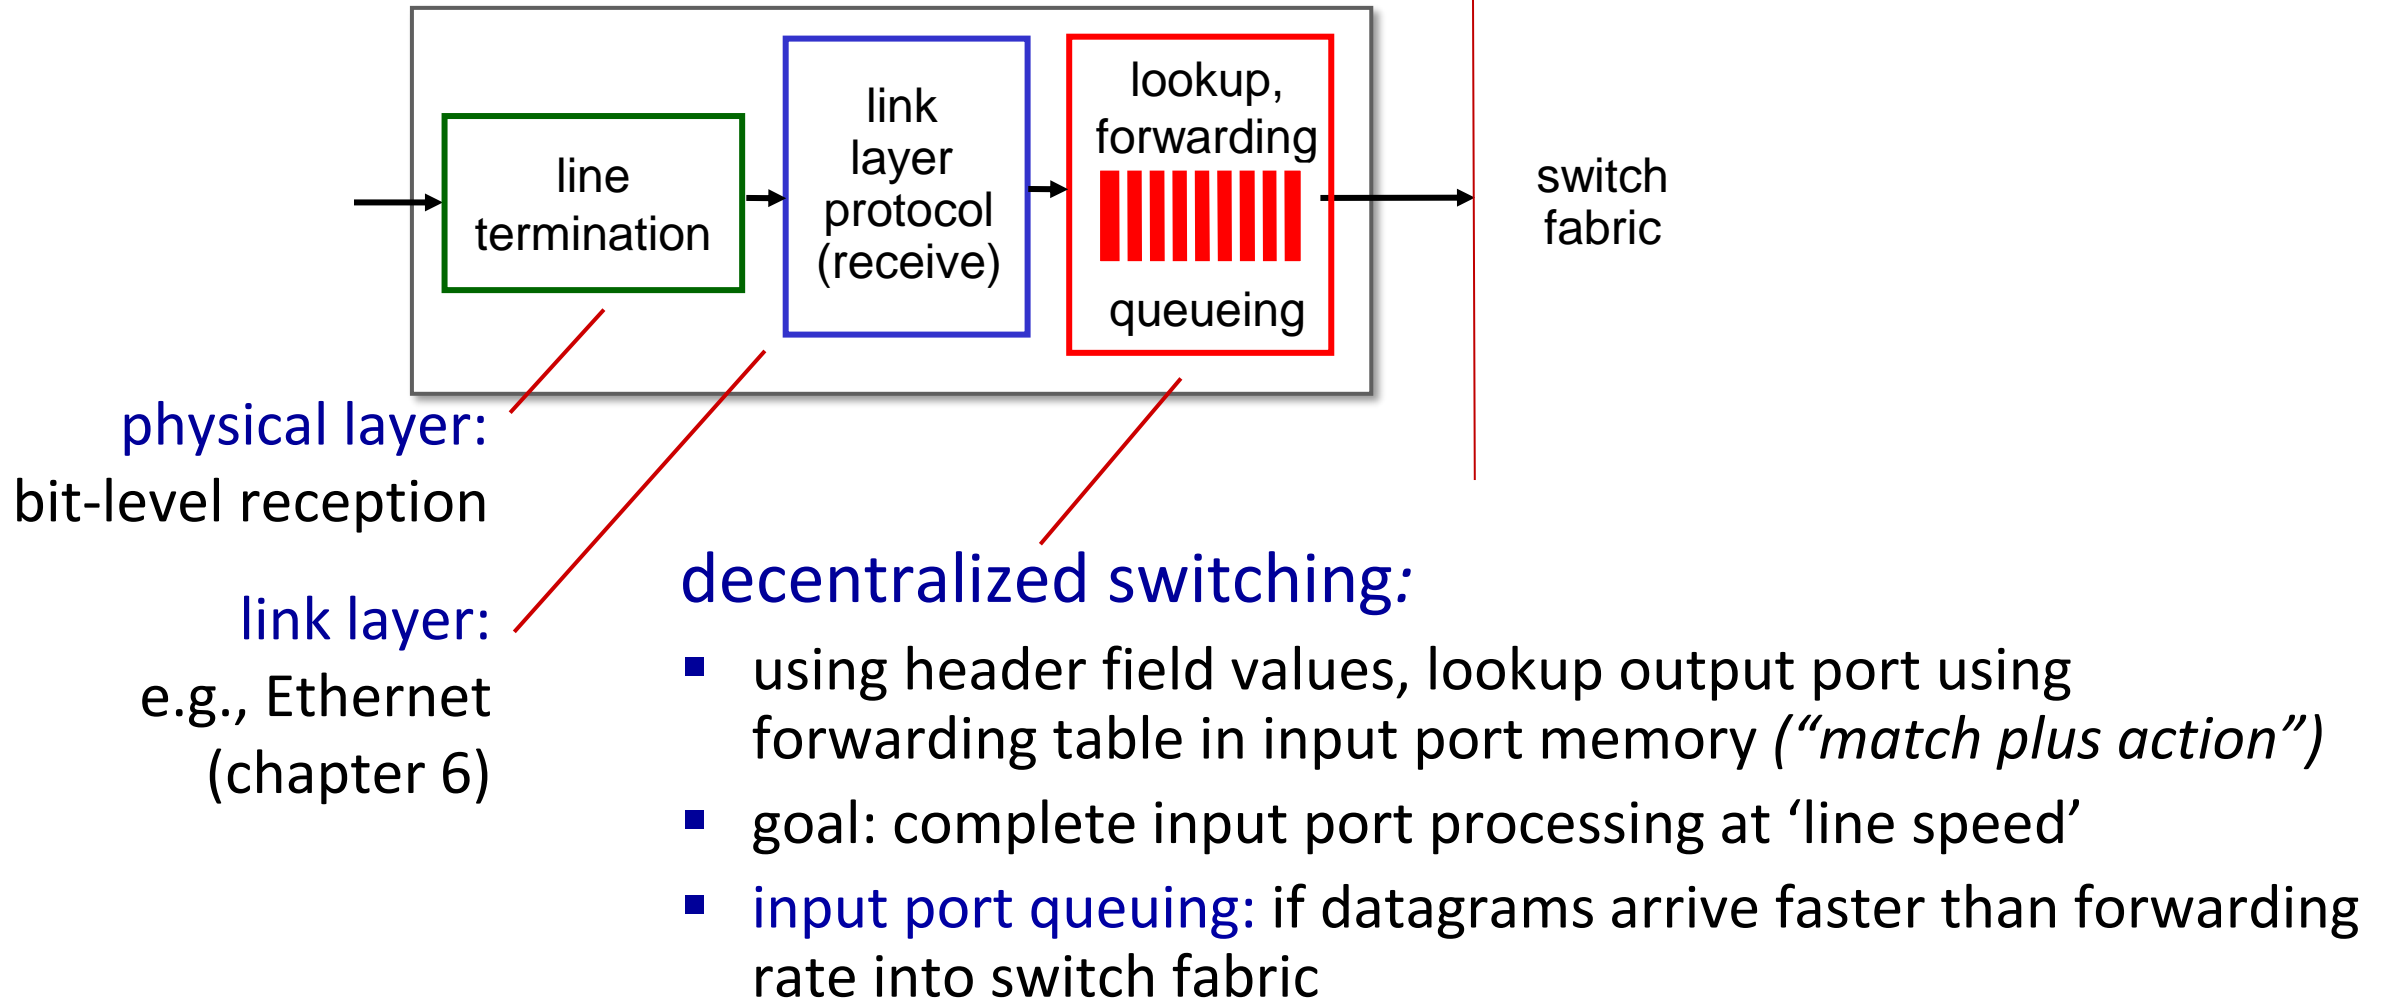 line
termination
link
layer
protocol
(receive)
lookup,
forwarding
queueing
switch
fabric
physical layer:
bit-level reception
link layer:
e.g., Ethernet
(chapter 6)
decentralized switching:
▪ using header field values, lookup output port using
forwarding table in input port memory (“match plus action”)
▪ goal: complete input port processing at ‘line speed’
▪ input port queuing: if datagrams arrive faster than forwarding
rate into switch fabric